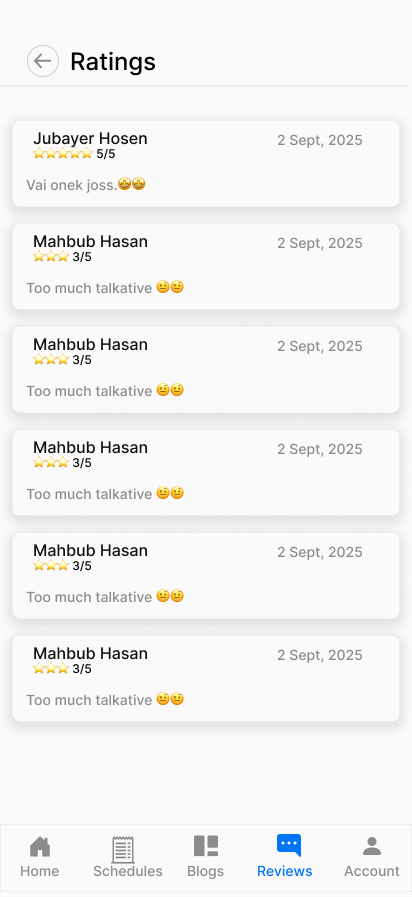 Ratings
Jubayer Hosen
2 Sept, 2025
⭐⭐⭐⭐⭐ 5/5
Vai onek joss.🤩🤩
Mahbub Hasan
2 Sept, 2025
⭐⭐⭐ 3/5
Too much talkative 🤐🤐
Mahbub Hasan
2 Sept, 2025
⭐⭐⭐ 3/5
Too much talkative 🤐🤐
Mahbub Hasan
2 Sept, 2025
⭐⭐⭐ 3/5
Too much talkative 🤐🤐
Mahbub Hasan
2 Sept, 2025
⭐⭐⭐ 3/5
Too much talkative 🤐🤐
Mahbub Hasan
2 Sept, 2025
⭐⭐⭐ 3/5
Too much talkative 🤐🤐
Home
Schedules
Blogs
Reviews
Account